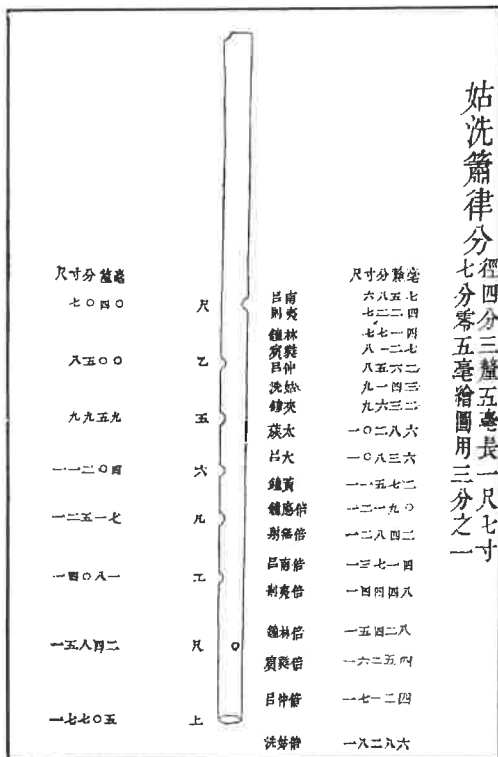 姑洗簫律分
徑四分三釐五毫長一尺七寸
七分零五毫繪圖用三分之一
尺寸分釐毫
呂南 六八五七
則夷 七二二四
鐘林 七七一四
賓蕤 八一二七
呂仲 八五六二
洗姑 九一四三
鐘夾 九六三二
蔟太 一〇二八六
呂大 一〇八三六
鐘黃 一一五七二
鐘應倍 一二一九〇
射無倍 一二八四二
呂南倍 一三七一四
則夷倍 一四四四八
鐘林倍 一五四二八
賓蕤倍 一六二五四
呂仲倍 一七一二四
洗姑倍 一八二八六
尺寸分釐毫
七〇四〇 尺
八五〇〇 乙
九九五九 五
一一二〇四 六
一二五一七 凡
一四〇八一 工
一五八四二 尺
一七七〇五 上